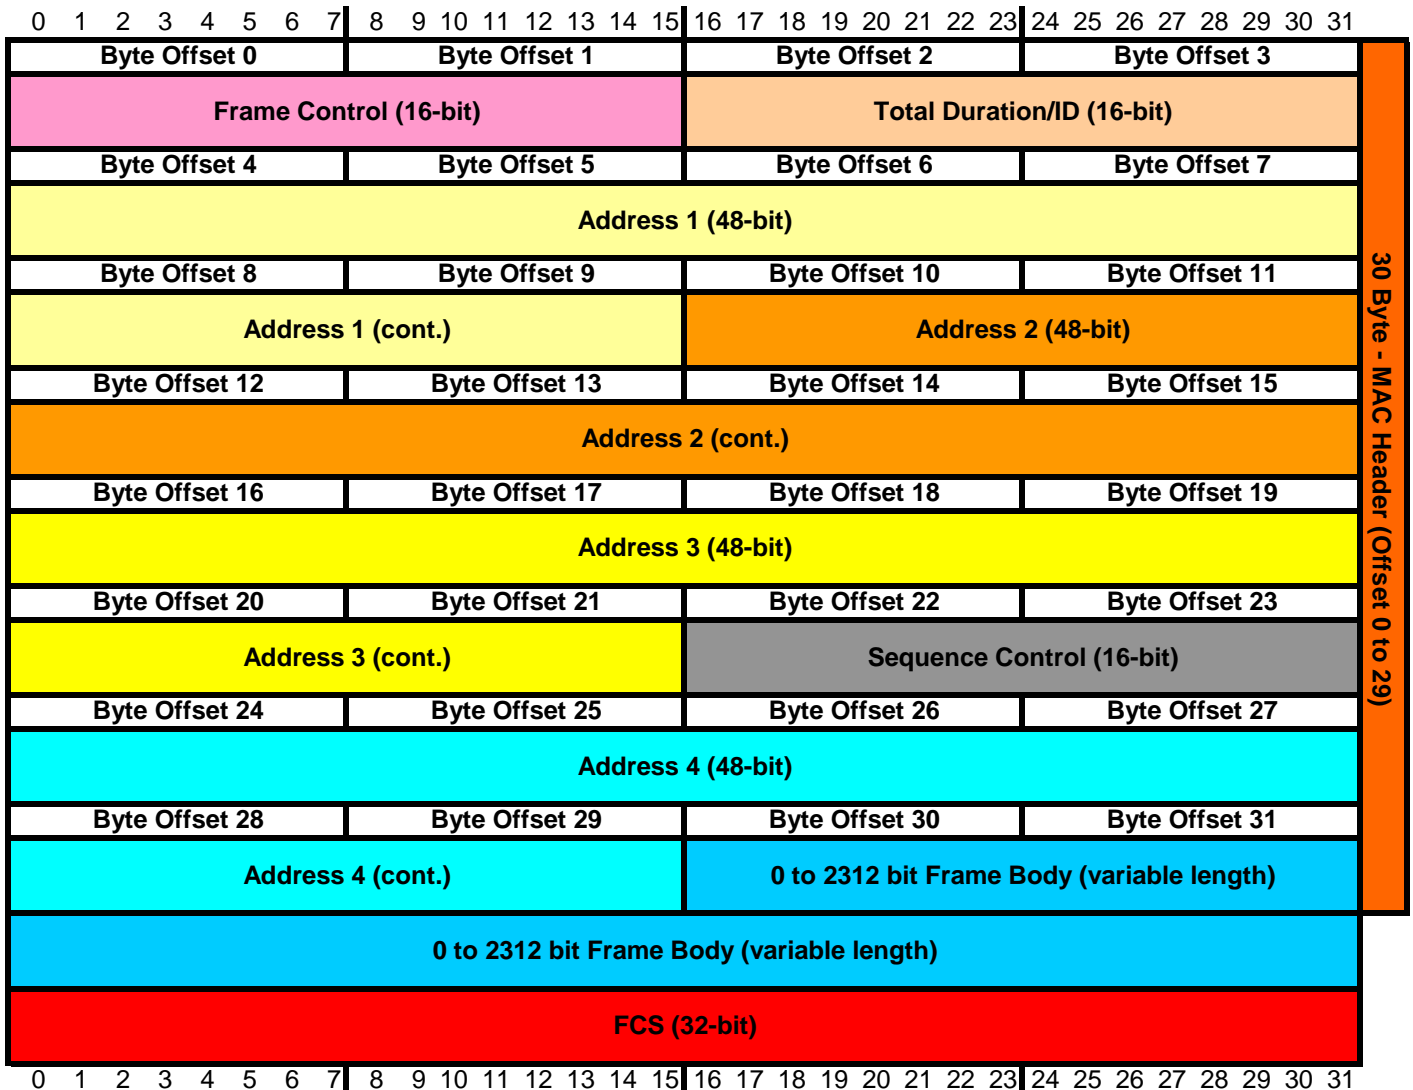 0 1 2 3 4 5 6 7 8 9 10 11 12 13 14 15 16 17 18 19 20 21 22 23 24 25 26 27 28 29 30 31
Byte Offset 0 Byte Offset 1 Byte Offset 2 Byte Offset 3
Frame Control (16-bit) Total Duration/ID (16-bit)
Byte Offset 4 Byte Offset 5 Byte Offset 6 Byte Offset 7
Address 1 (48-bit)
Byte Offset 8 Byte Offset 9 Byte Offset 10 Byte Offset 11
Address 1 (cont.) Address 2 (48-bit)
Byte Offset 12 Byte Offset 13 Byte Offset 14 Byte Offset 15
Address 2 (cont.)
Byte Offset 16 Byte Offset 17 Byte Offset 18 Byte Offset 19
Address 3 (48-bit)
Byte Offset 20 Byte Offset 21 Byte Offset 22 Byte Offset 23
Address 3 (cont.) Sequence Control (16-bit)
Byte Offset 24 Byte Offset 25 Byte Offset 26 Byte Offset 27
Address 4 (48-bit)
Byte Offset 28 Byte Offset 29 Byte Offset 30 Byte Offset 31
Address 4 (cont.) 0 to 2312 bit Frame Body (variable length)
0 to 2312 bit Frame Body (variable length)
FCS (32-bit)
0 1 2 3 4 5 6 7 8 9 10 11 12 13 14 15 16 17 18 19 20 21 22 23 24 25 26 27 28 29 30 31
30 Byte - MAC Header (Offset 0 to 29)